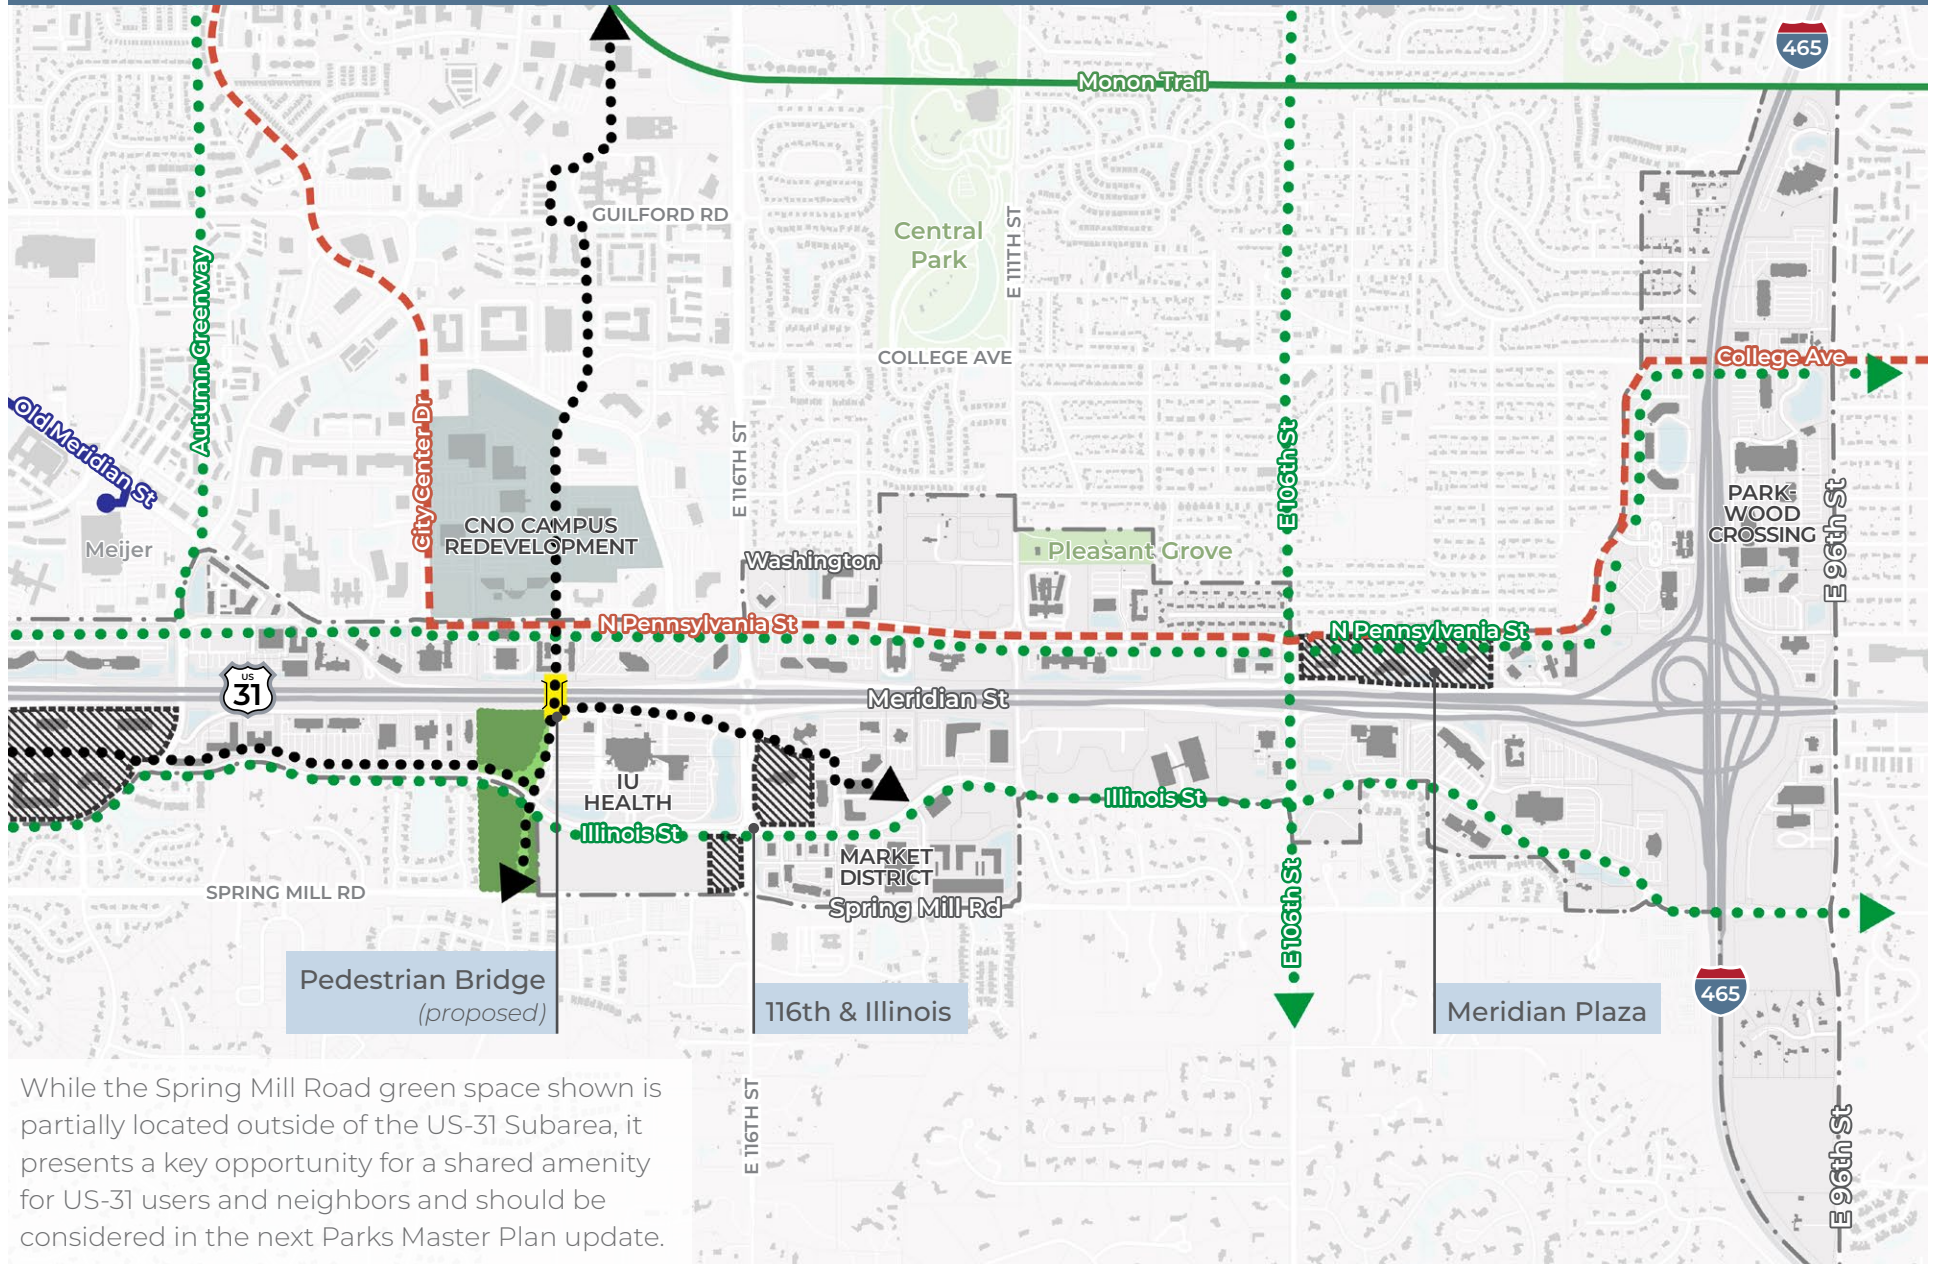 465
Monon Trail
GUILFORD RD
Central
Park
E 111TH ST
Autumn Greenway
COLLEGE AVE
College Ave
Old Meridian St
City Center Dr
E 116TH ST
E 106th St
PARK-
WOOD
CROSSING
E 96th St
CNO CAMPUS
REDEVELOPMENT
Meijer
Washington
Pleasant Grove
N Pennsylvania St
N Pennsylvania St
US
31
Meridian St
IU
HEALTH
Illinois St
Illinois St
MARKET
DISTRICT
SPRING MILL RD
Spring Mill Rd
E 106th St
Pedestrian Bridge
(proposed)
116th & Illinois
Meridian Plaza
465
E 116TH ST
E 96th St
While the Spring Mill Road green space shown is
partially located outside of the US-31 Subarea, it
presents a key opportunity for a shared amenity
for US-31 users and neighbors and should be
considered in the next Parks Master Plan update.